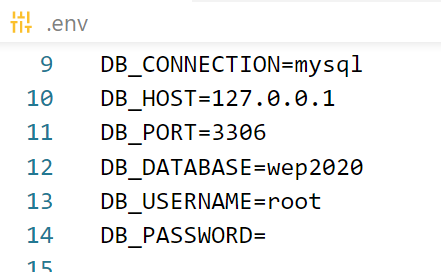 .env
9 DB_CONNECTION=mysql
10 DB_HOST=127.0.0.1
11 DB_PORT=3306
12 DB_DATABASE=wep2020
13 DB_USERNAME=root
14 DB_PASSWORD=
15